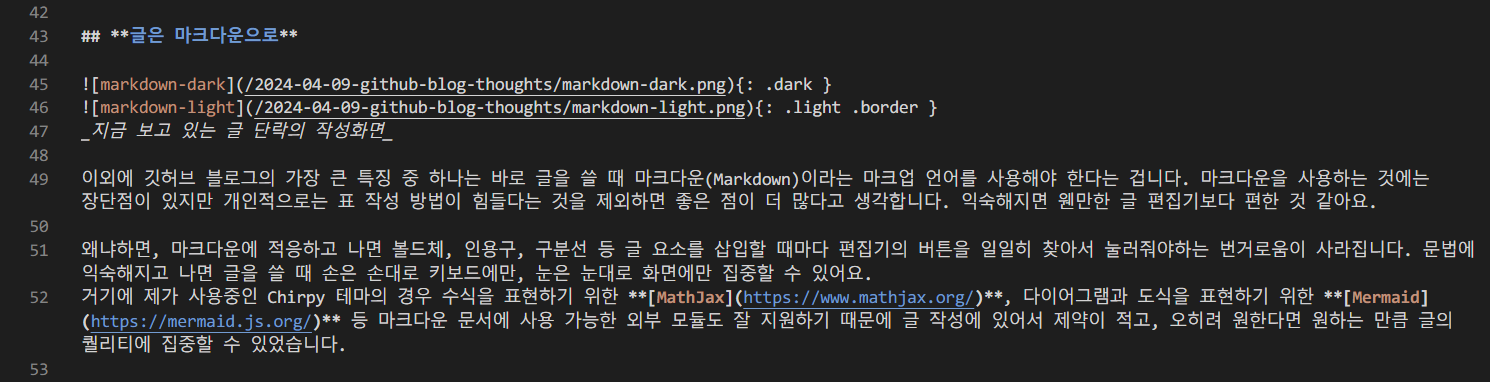 42
43 ## **글은 마크다운으로**
44
45 ![markdown-dark](/2024-04-09-github-blog-thoughts/markdown-dark.png){: .dark }
46 ![markdown-light](/2024-04-09-github-blog-thoughts/markdown-light.png){: .light .border }
47 _지금 보고 있는 글 단락의 작성화면_
48
49 이외에 깃허브 블로그의 가장 큰 특징 중 하나는 바로 글을 쓸 때 마크다운(Markdown)이라는 마크업 언어를 사용해야 한다는 겁니다. 마크다운을 사용하는 것에는
장단점이 있지만 개인적으로는 표 작성 방법이 힘들다는 것을 제외하면 좋은 점이 더 많다고 생각합니다. 익숙해지면 웬만한 글 편집기보다 편한 것 같아요.
50
51 왜냐하면, 마크다운에 적응하고 나면 볼드체, 인용구, 구분선 등 글 요소를 삽입할 때마다 편집기의 버튼을 일일히 찾아서 눌러줘야하는 번거로움이 사라집니다. 문법에
익숙해지고 나면 글을 쓸 때 손은 손대로 키보드에만, 눈은 눈대로 화면에만 집중할 수 있어요.
52 거기에 제가 사용중인 Chirpy 테마의 경우 수식을 표현하기 위한 **[MathJax](https://www.mathjax.org/)**, 다이어그램과 도식을 표현하기 위한 **[Mermaid]
(https://mermaid.js.org/)** 등 마크다운 문서에 사용 가능한 외부 모듈도 잘 지원하기 때문에 글 작성에 있어서 제약이 적고, 오히려 원한다면 원하는 만큼 글의
퀄리티에 집중할 수 있었습니다.
53